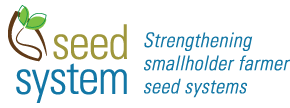 seed
system
Strengthening
smallholder farmer
seed systems